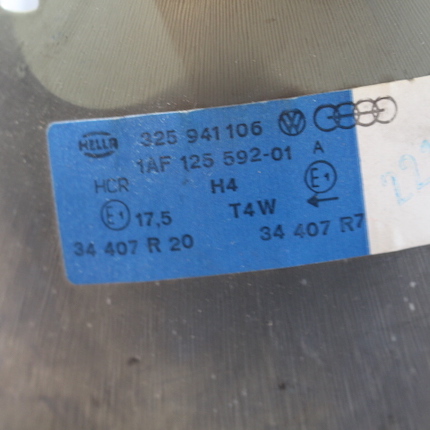 HELLA 325 941 106
1AF 125 592-01 A
HCR H4 E1
E1 17,5 T4W ←
34 407 R 20 34 407 R7